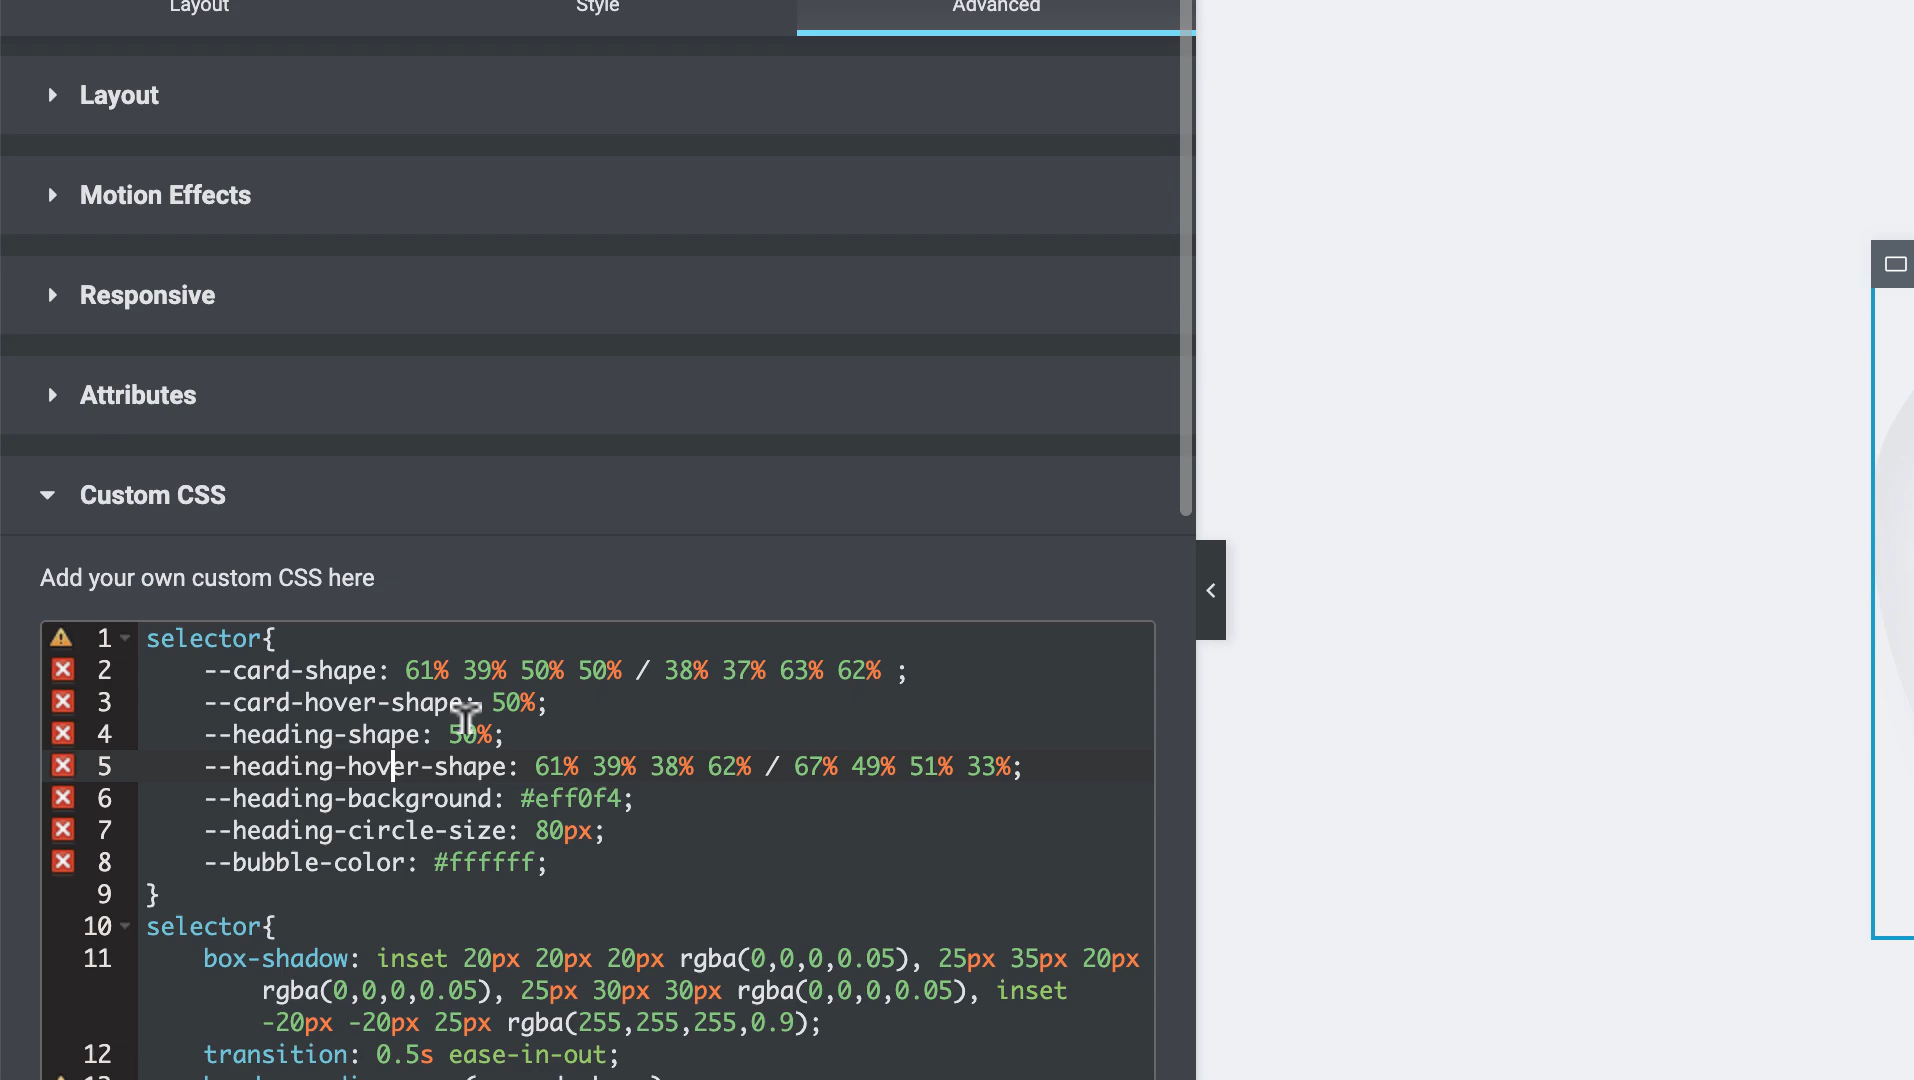 Layout Style Advanced
Layout
Motion Effects
Responsive
Attributes
Custom CSS
Add your own custom CSS here
1 selector{
2 --card-shape: 61% 39% 50% 50% / 38% 37% 63% 62% ;
3 --card-hover-shape: 50%;
4 --heading-shape: 50%;
5 --heading-hover-shape: 61% 39% 38% 62% / 67% 49% 51% 33%;
6 --heading-background: #eff0f4;
7 --heading-circle-size: 80px;
8 --bubble-color: #ffffff;
9 }
10 selector{
11 box-shadow: inset 20px 20px 20px rgba(0,0,0,0.05), 25px 35px 20px
rgba(0,0,0,0.05), 25px 30px 30px rgba(0,0,0,0.05), inset
-20px -20px 25px rgba(255,255,255,0.9);
12 transition: 0.5s ease-in-out;